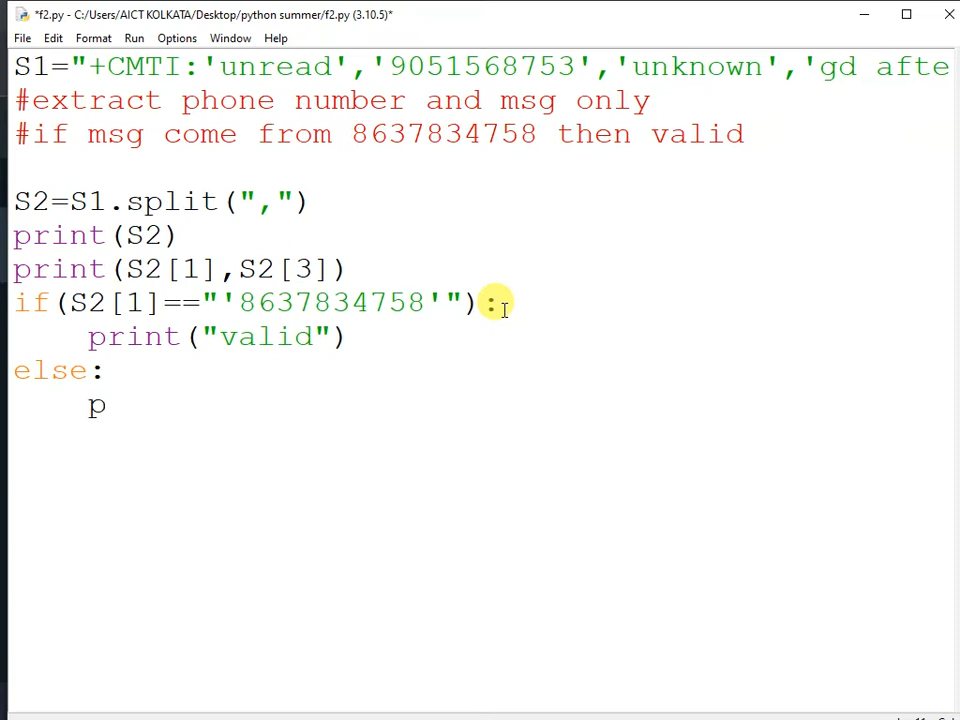 *f2.py - C:/Users/AICT KOLKATA/Desktop/python summer/f2.py (3.10.5)*
File Edit Format Run Options Window Help
S1="+CMTI:'unread','9051568753','unknown','gd afte
#extract phone number and msg only
#if msg come from 8637834758 then valid
S2=S1.split(",")
print(S2)
print(S2[1],S2[3])
if(S2[1]=="'8637834758'"):
    print("valid")
else:
    p